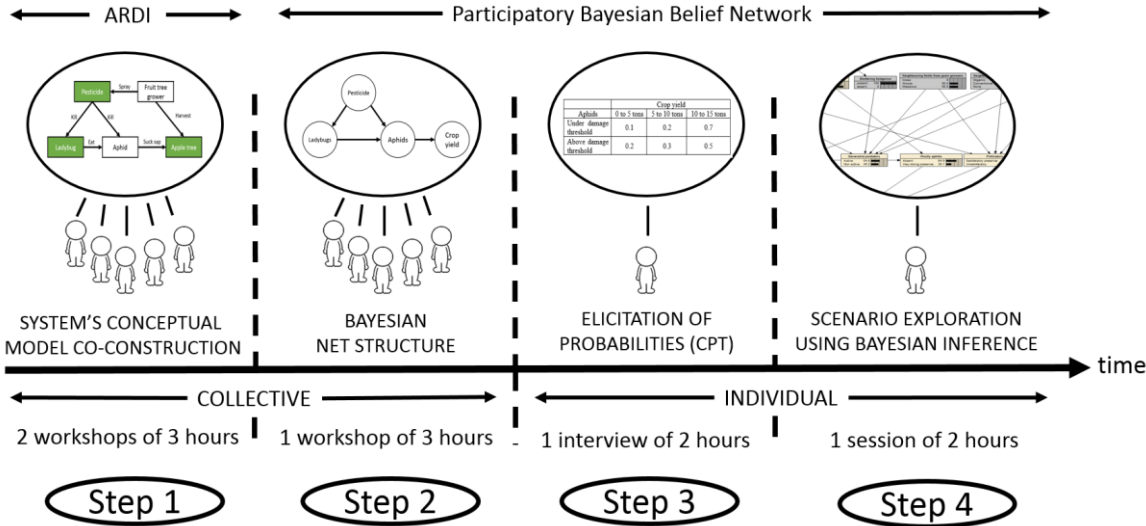 ARDI
Participatory Bayesian Belief Network
Pesticide
Spray
Fruit tree
grower
Kill
Kill
Harvest
Ladybug
Eat
Aphid
Suck sap
Apple tree
Pesticide
Ladybugs
Aphids
Crop
yield
Crop yield
Aphids 0 to 5 tons 5 to 10 tons 10 to 15 tons
Under damage
threshold 0.1 0.2 0.7
Above damage
threshold 0.2 0.3 0.5
SYSTEM'S CONCEPTUAL
MODEL CO-CONSTRUCTION
BAYESIAN
NET STRUCTURE
ELICITATION OF
PROBABILITIES (CPT)
SCENARIO EXPLORATION
USING BAYESIAN INFERENCE
time
COLLECTIVE
INDIVIDUAL
2 workshops of 3 hours
1 workshop of 3 hours
1 interview of 2 hours
1 session of 2 hours
Step 1
Step 2
Step 3
Step 4